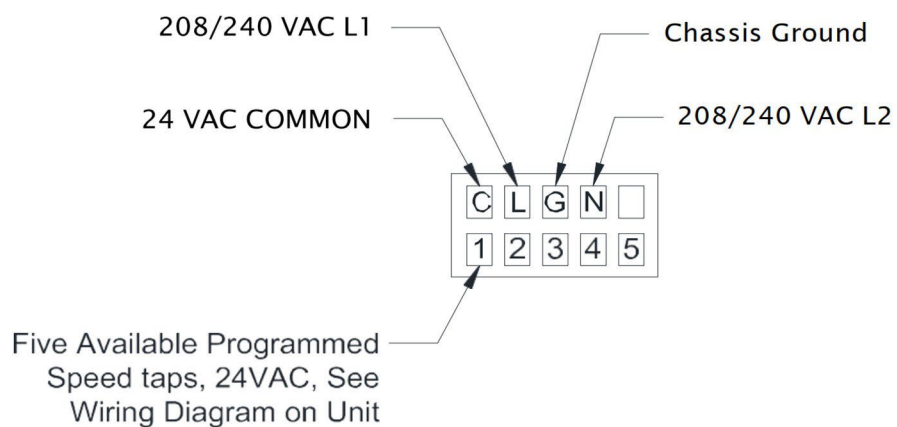 208/240 VAC L1
Chassis Ground
24 VAC COMMON
208/240 VAC L2
C L G N
1 2 3 4 5
Five Available Programmed
Speed taps, 24VAC, See
Wiring Diagram on Unit